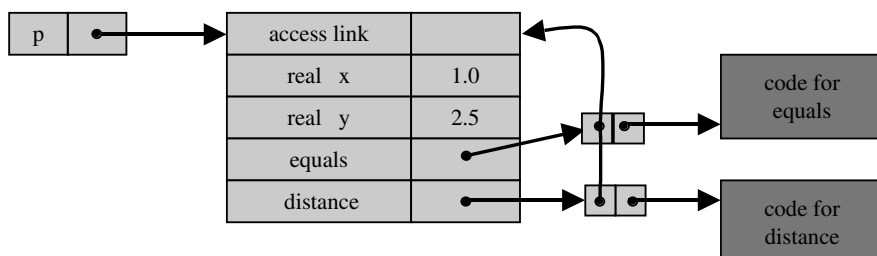 p
access link
real x 1.0
real y 2.5
equals
distance
code for
equals
code for
distance